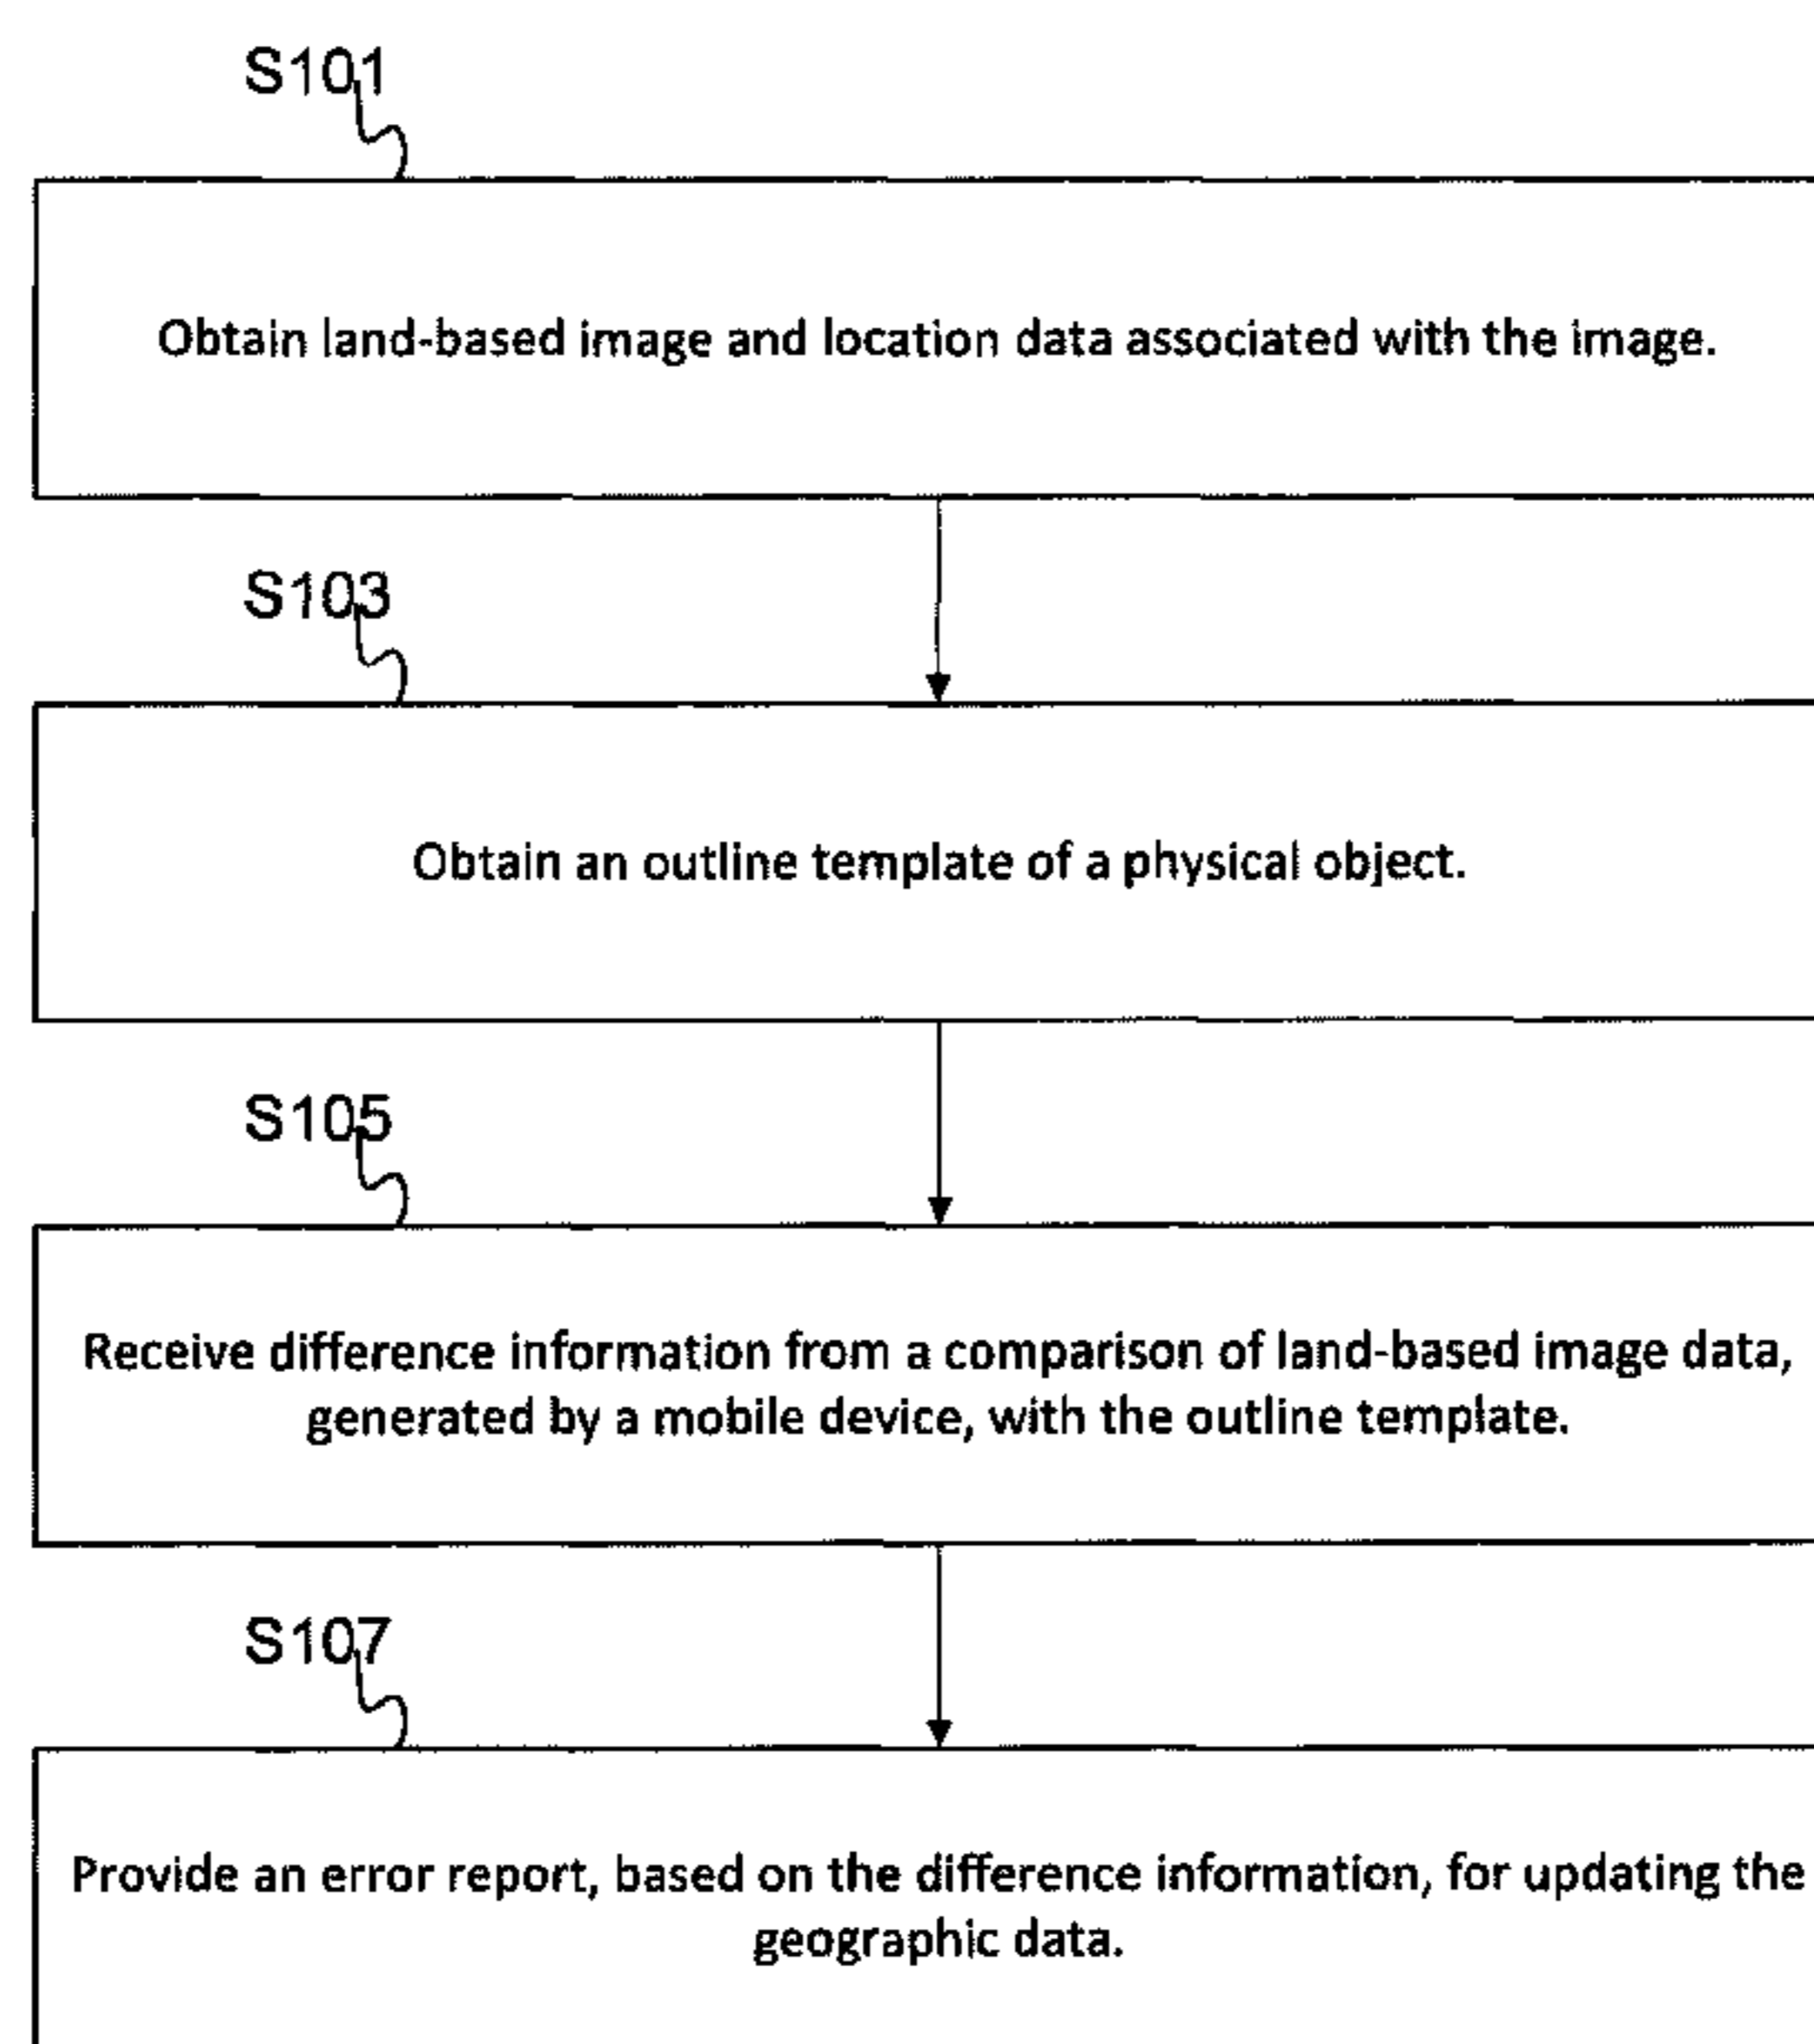 S101
Obtain land-based image and location data associated with the image.
S103
Obtain an outline template of a physical object.
S105
Receive difference information from a comparison of land-based image data,
generated by a mobile device, with the outline template.
S107
Provide an error report, based on the difference information, for updating the
geographic data.